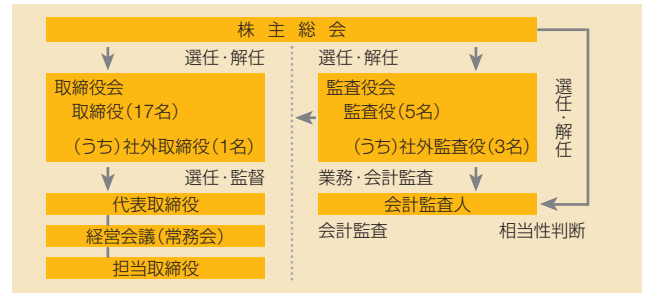 株主総会
選任・解任
選任・解任
取締役会
取締役（17名）
（うち）社外取締役（1名）
監査役会
監査役（5名）
（うち）社外監査役（3名）
選任・解任
選任・監督
業務・会計監査
代表取締役
会計監査人
経営会議（常務会）
会計監査
相当性判断
担当取締役